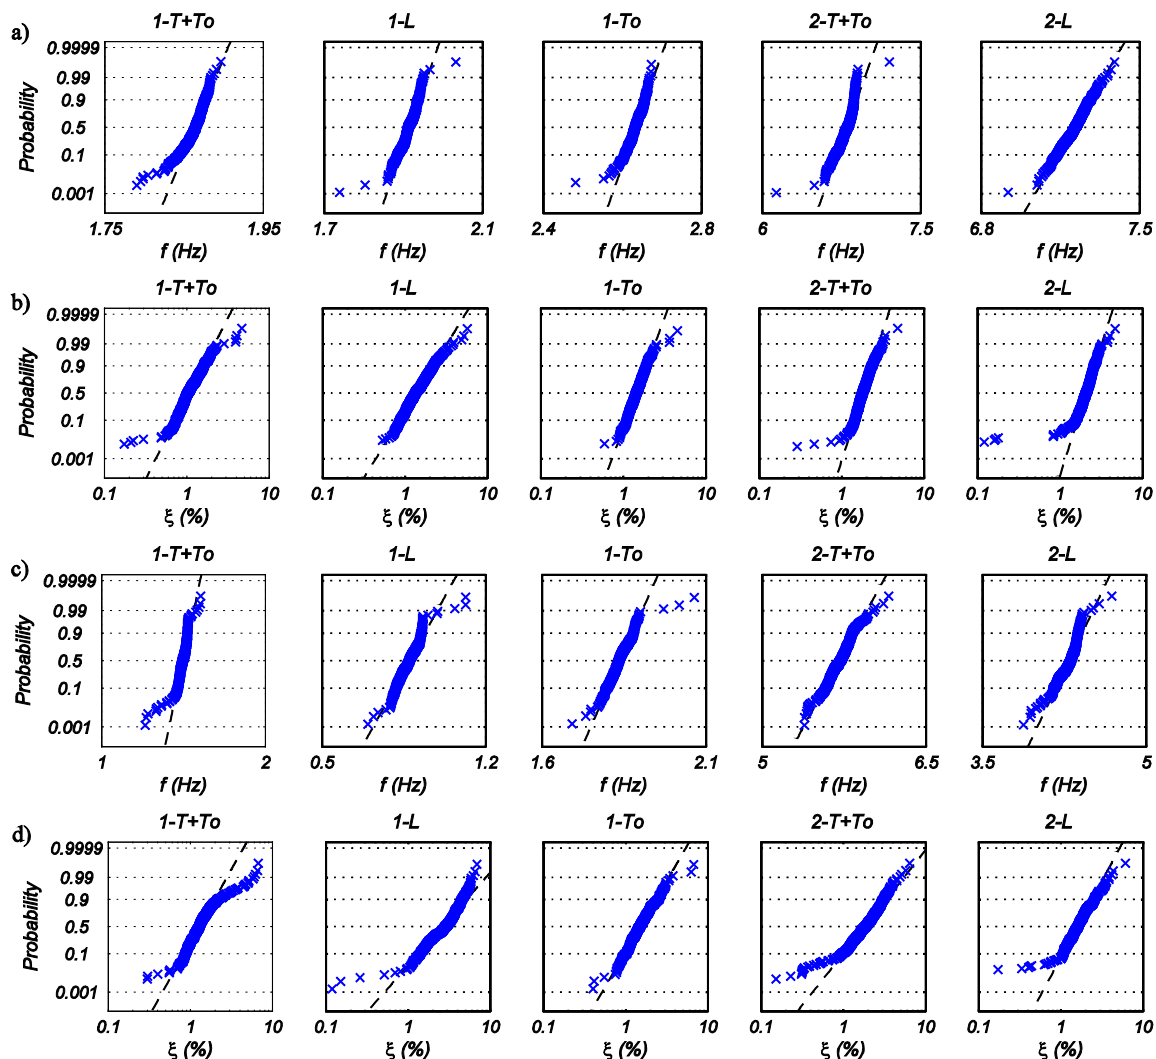 a)
1-T+To 1-L 1-To 2-T+To 2-L
Probability
0.9999
0.99
0.9
0.5
0.1
0.001
1.75 1.95 1.7 2.1 2.4 2.8 6 7.5 6.8 7.5
f (Hz) f (Hz) f (Hz) f (Hz) f (Hz)
b)
1-T+To 1-L 1-To 2-T+To 2-L
Probability
0.9999
0.99
0.9
0.5
0.1
0.001
0.1 1 10 0.1 1 10 0.1 1 10 0.1 1 10 0.1 1 10
ξ (%) ξ (%) ξ (%) ξ (%) ξ (%)
c)
1-T+To 1-L 1-To 2-T+To 2-L
Probability
0.9999
0.99
0.9
0.5
0.1
0.001
1 2 0.5 1.2 1.6 2.1 5 6.5 3.5 5
f (Hz) f (Hz) f (Hz) f (Hz) f (Hz)
d)
1-T+To 1-L 1-To 2-T+To 2-L
Probability
0.9999
0.99
0.9
0.5
0.1
0.001
0.1 1 10 0.1 1 10 0.1 1 10 0.1 1 10 0.1 1 10
ξ (%) ξ (%) ξ (%) ξ (%) ξ (%)